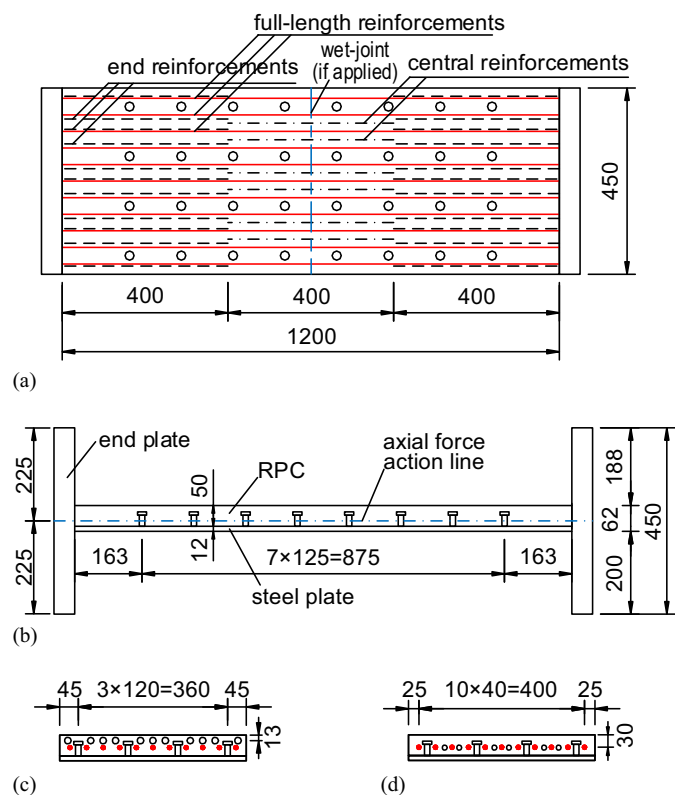 full-length reinforcements
wet-joint
(if applied)
end reinforcements
central reinforcements
450
400
400
400
1200
(a)
end plate
axial force
action line
225
50
RPC
188
62
450
12
225
163
7×125=875
163
200
steel plate
(b)
45
3×120=360
45
13
(c)
25
10×40=400
25
30
(d)